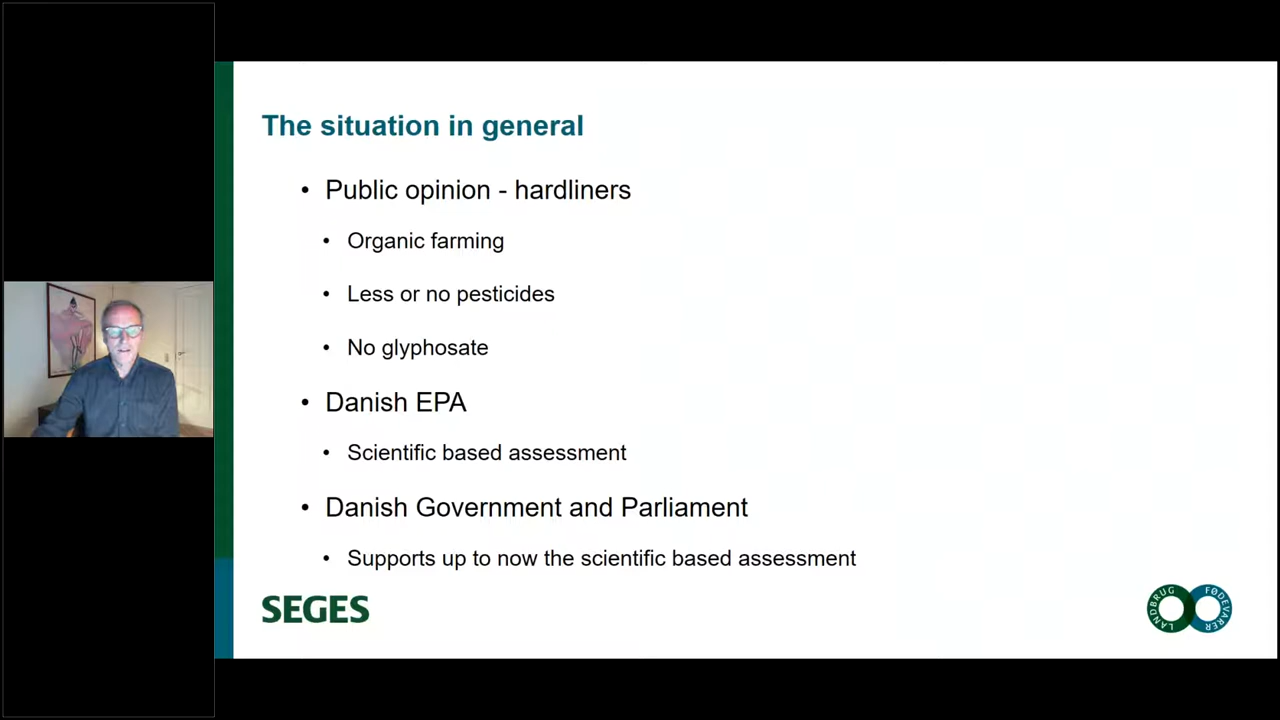 The situation in general
• Public opinion - hardliners
• Organic farming
• Less or no pesticides
• No glyphosate
• Danish EPA
• Scientific based assessment
• Danish Government and Parliament
• Supports up to now the scientific based assessment
SEGES
LANDBRUG FØDEVARER